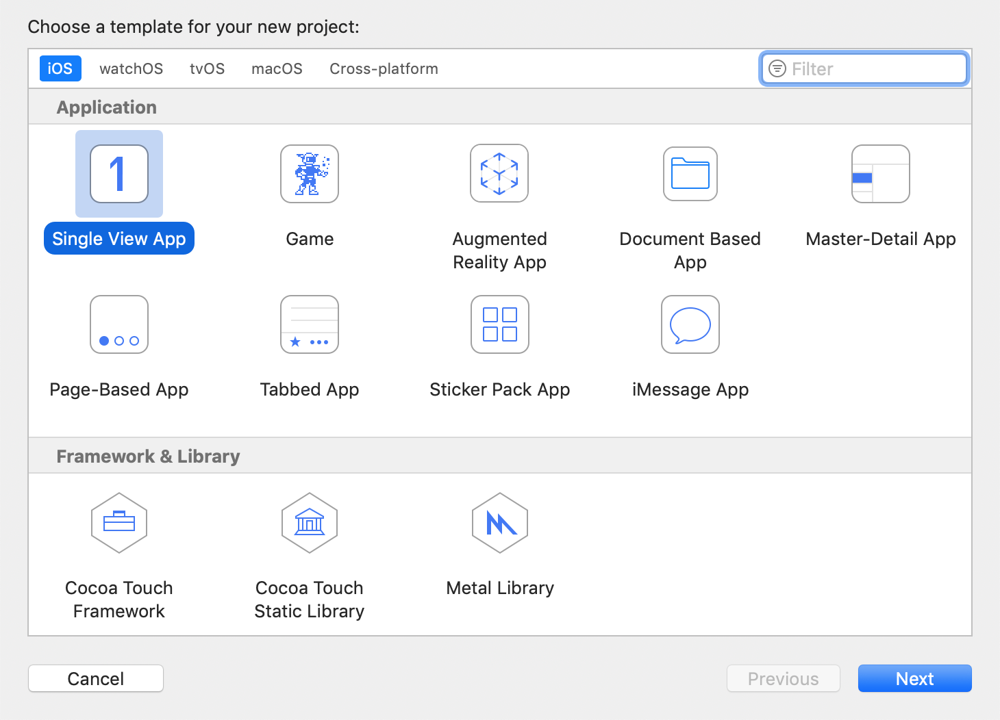 Choose a template for your new project:
iOS watchOS tvOS macOS Cross-platform Filter
Application
1
Single View App Game Augmented Reality App Document Based App Master-Detail App
Page-Based App Tabbed App Sticker Pack App iMessage App
Framework & Library
Cocoa Touch Framework Cocoa Touch Static Library Metal Library
Cancel Previous Next